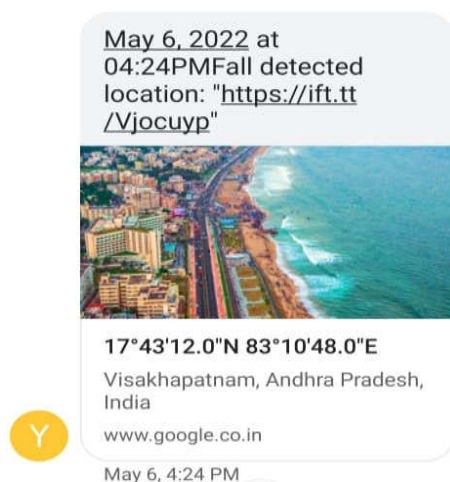 May 6, 2022 at
04:24PMFall detected
location: "https://ift.tt
/Vjocuyp"
17°43'12.0"N 83°10'48.0"E
Visakhapatnam, Andhra Pradesh,
India
Y
www.google.co.in
May 6, 4:24 PM